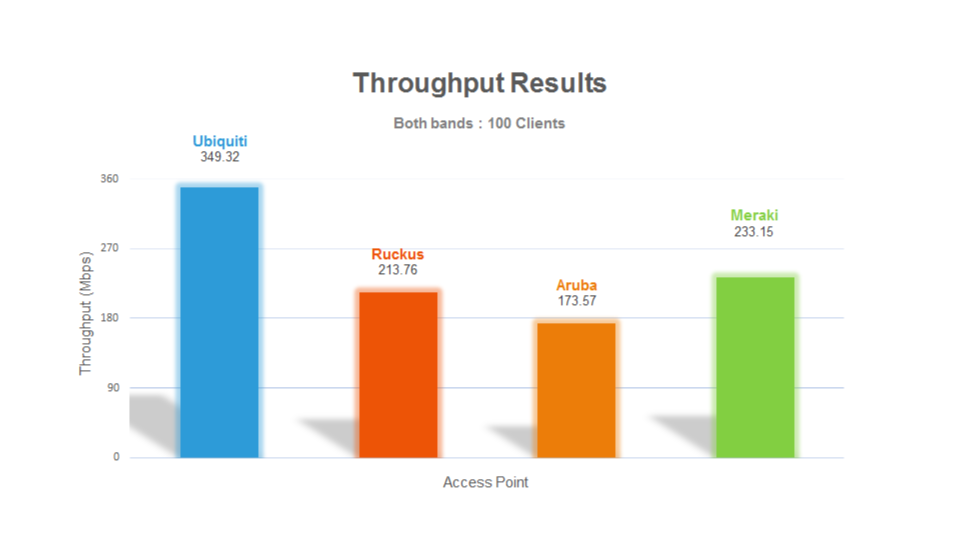 Throughput Results
Both bands : 100 Clients
Ubiquiti
349.32
Ruckus
213.76
Aruba
173.57
Meraki
233.15
360
270
180
90
0
Throughput (Mbps)
Access Point